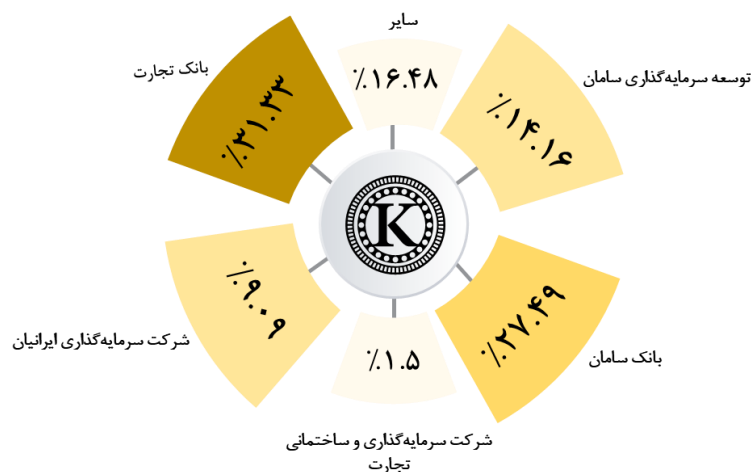 سایر
٪۱۶.۴۸
توسعه سرمایه‌گذاری سامان
٪۱۴.۱۶
بانک سامان
٪۲۷.۴۹
شرکت سرمایه‌گذاری و ساختمانی
تجارت
٪۱.۵
شرکت سرمایه‌گذاری ایرانیان
٪۹.۰۹
بانک تجارت
٪۳۱.۳۳
K